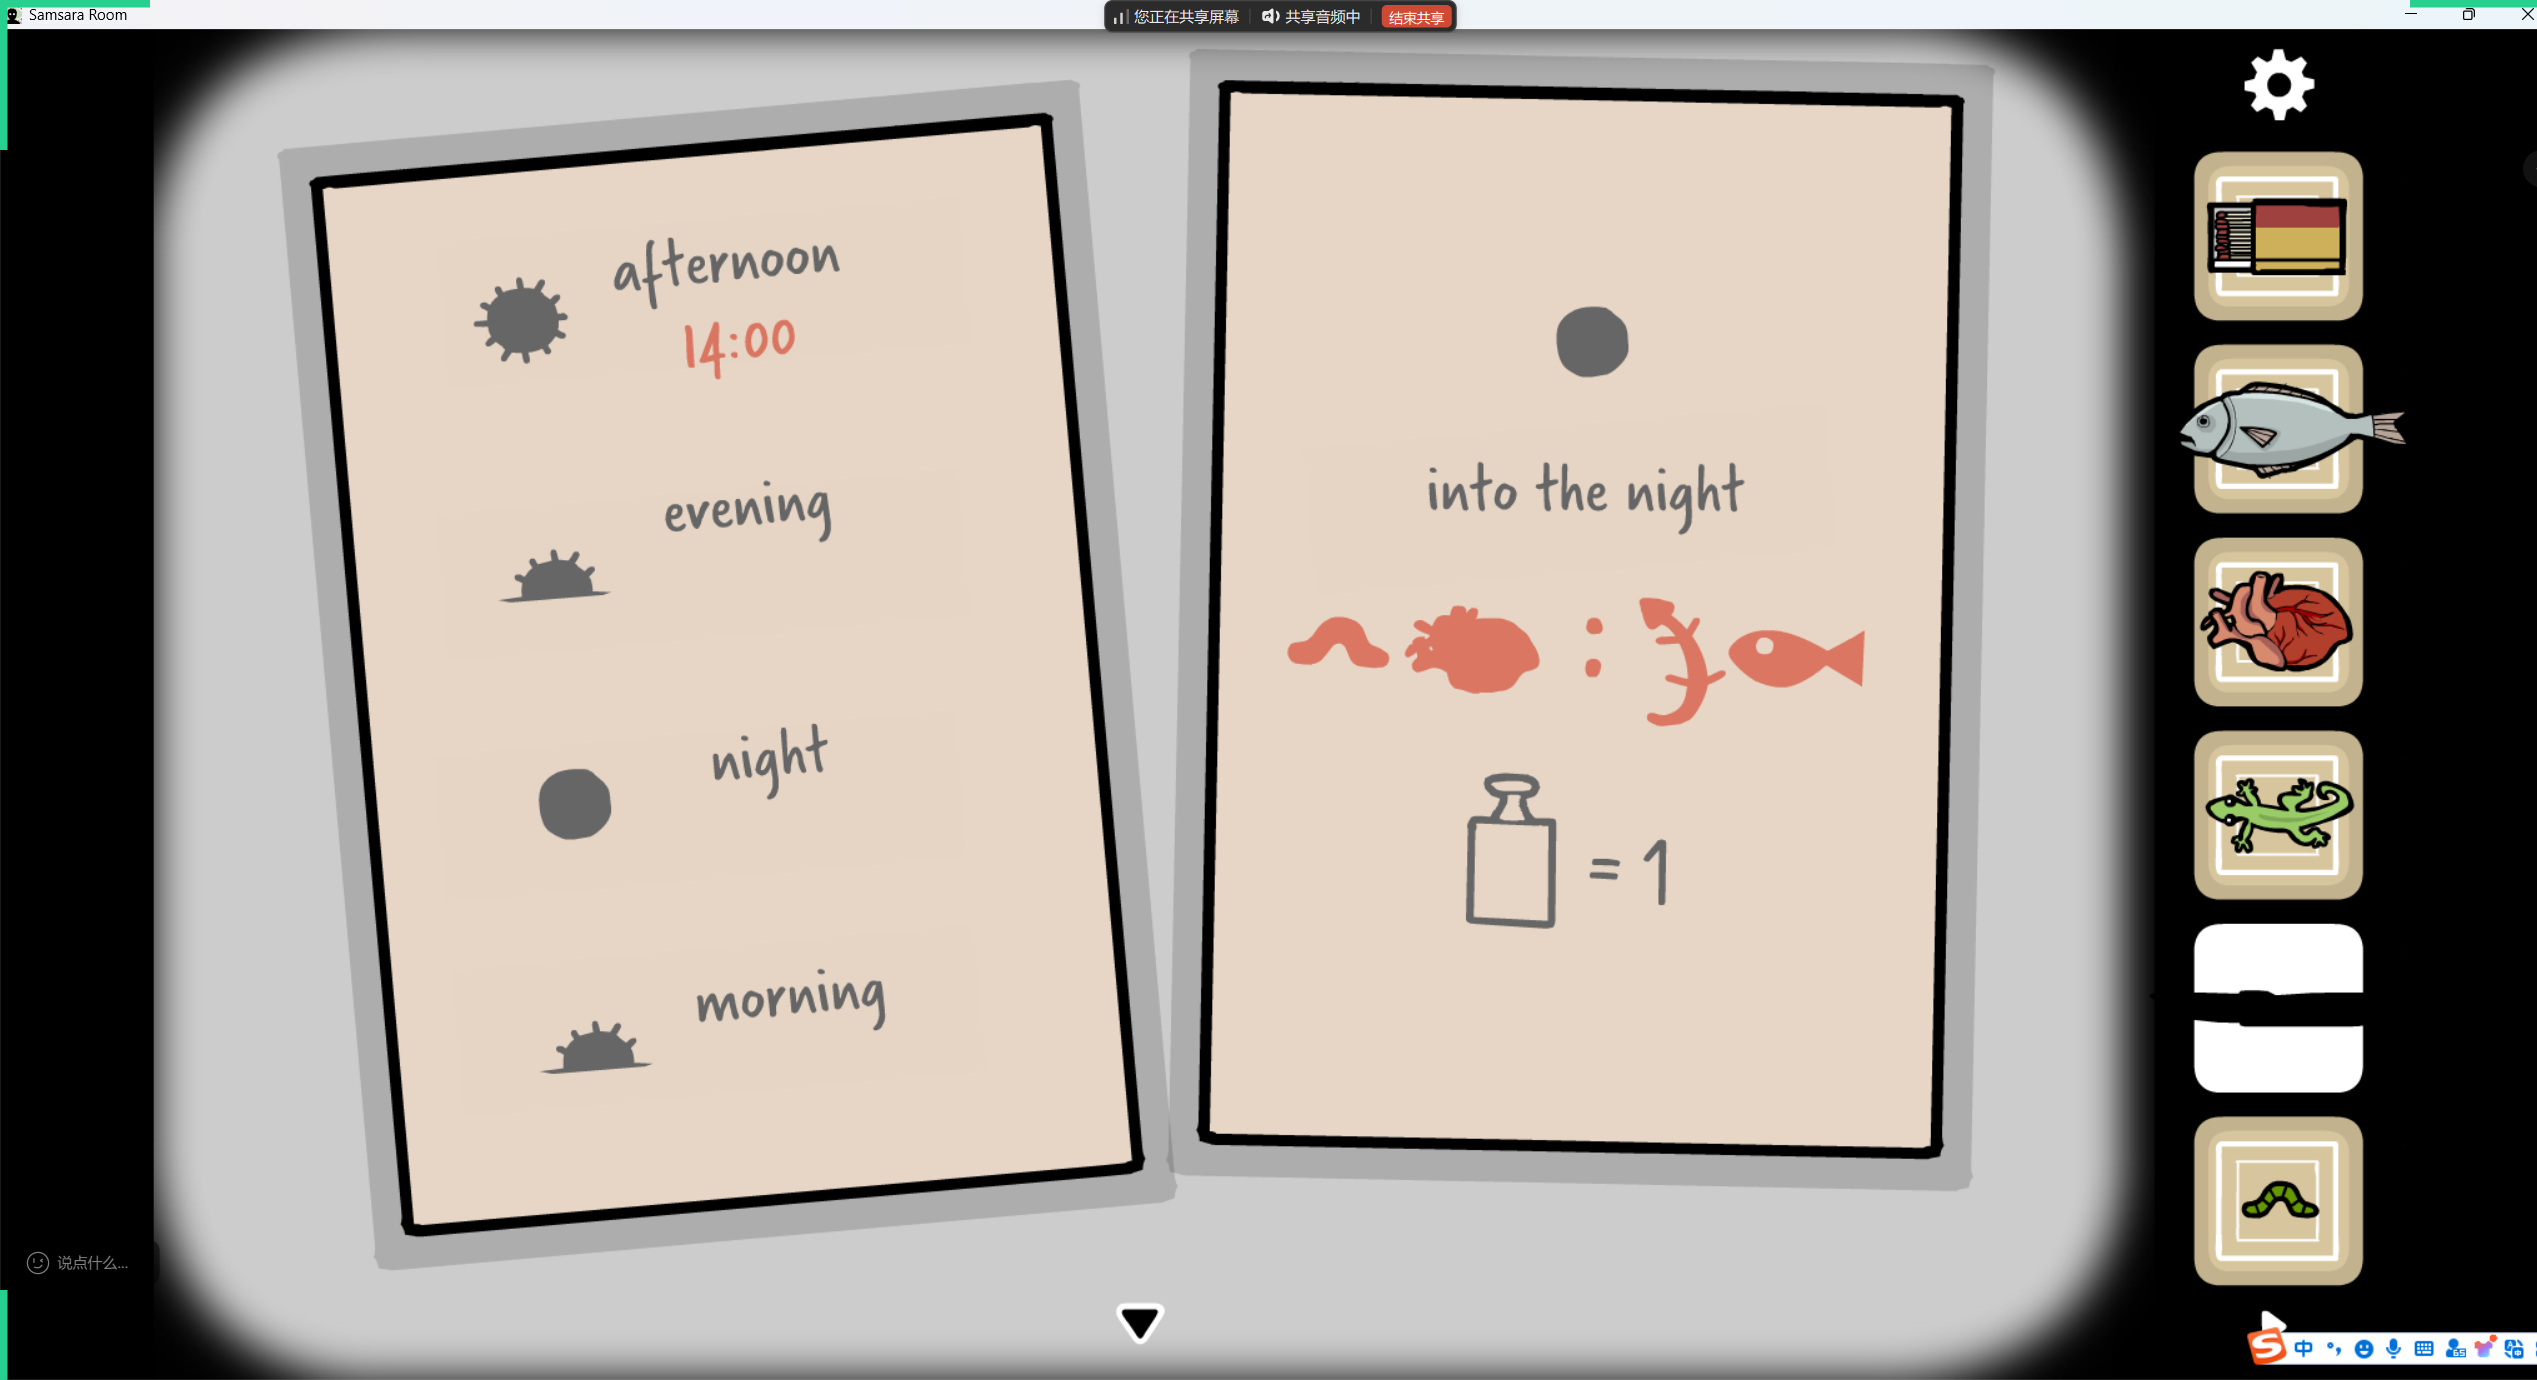 Samsara Room
您正在共享屏幕 共享音频中 结束共享
afternoon
14:00
evening
night
morning
into the night
:
= 1
说点什么...
中